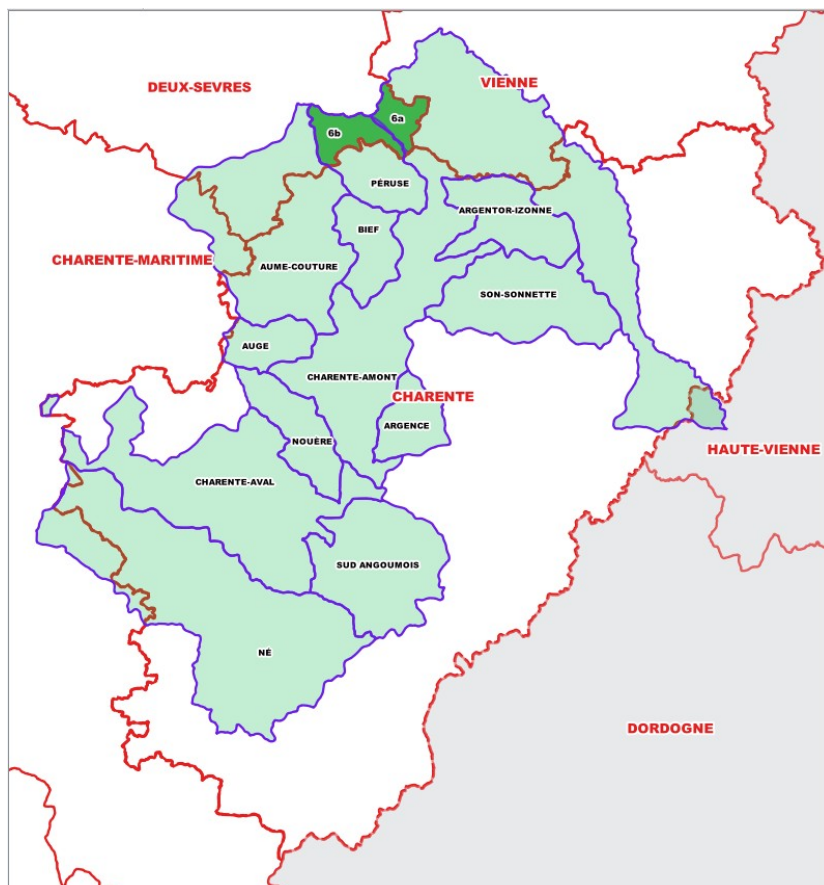 DEUX-SEVRES
VIENNE
6a
6b
PÉRUSE
ARGENTOR-IZONNE
BIEF
CHARENTE-MARITIME
AUME-COUTURE
SON-SONNETTE
AUGE
CHARENTE-AMONT
CHARENTE
ARGENCE
NOUÈRE
HAUTE-VIENNE
CHARENTE-AVAL
SUD ANGOUMOIS
NÉ
DORDOGNE